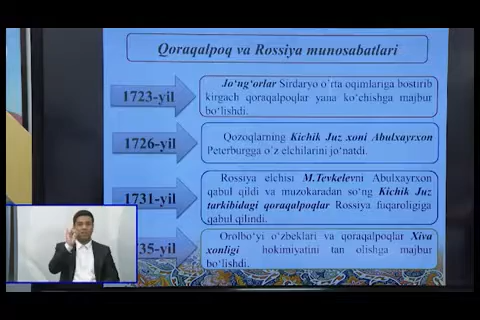 Qoraqalpoq va Rossiya munosabatlari
1723-yil
Jo‘ng‘orlar Sirdaryo o‘rta oqimlariga bostirib
kirgach qoraqalpoqlar yana ko‘chishga majbur
bo‘lishdi.
1726-yil
Qozoqlarning Kichik Juz xoni Abulxayrxon
Peterburgga o‘z elchilarini jo‘natdi.
1731-yil
Rossiya elchisi M.Tevkelevni Abulxayrxon
qabul qildi va muzokaradan so‘ng Kichik Juz
tarkibidagi qoraqalpoqlar Rossiya fuqaroligiga
qabul qilindi.
35-yil
Orolbo‘yi o‘zbeklari va qoraqalpoqlar Xiva
xonligi hokimiyatini tan olishga majbur
bo‘lishdi.